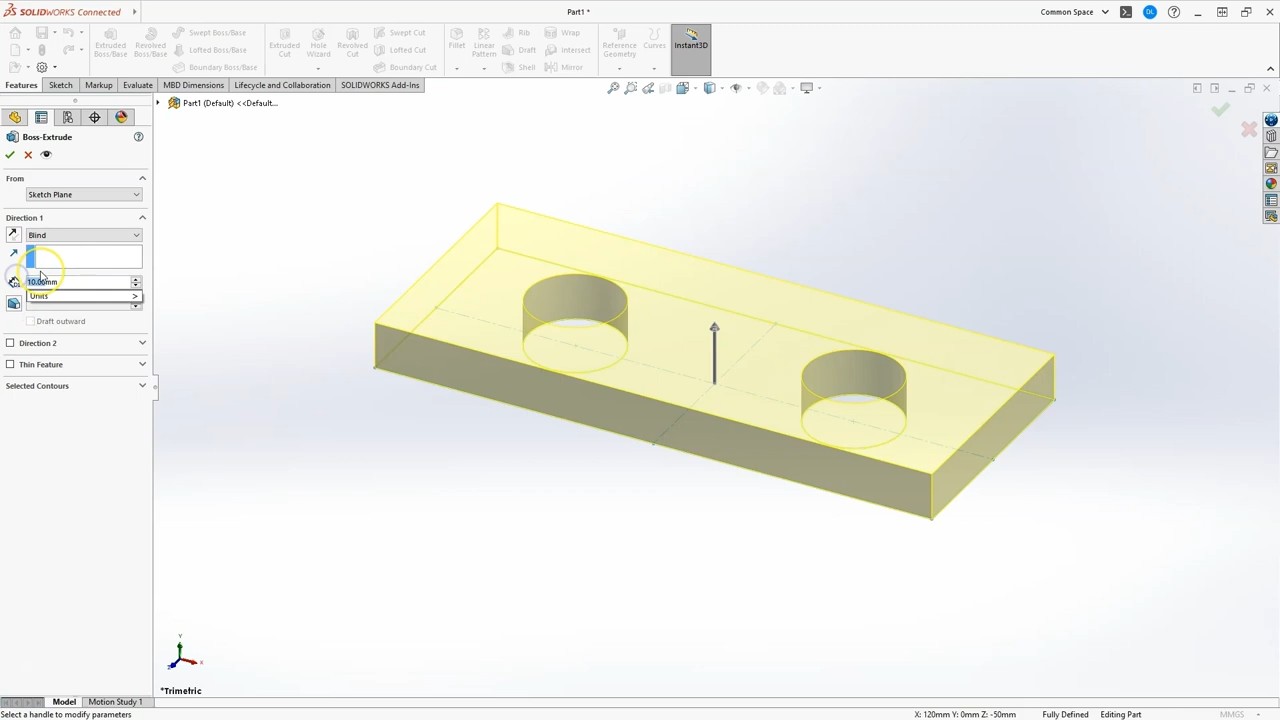 SOLIDWORKS Connected
Part1 *
Common Space
DL
Extruded Boss/Base
Revolved Boss/Base
Swept Boss/Base
Lofted Boss/Base
Boundary Boss/Base
Extruded Cut
Hole Wizard
Revolved Cut
Swept Cut
Lofted Cut
Boundary Cut
Fillet
Linear Pattern
Rib
Draft
Shell
Wrap
Intersect
Mirror
Reference Geometry
Curves
Instant3D
Features
Sketch
Markup
Evaluate
MBD Dimensions
Lifecycle and Collaboration
SOLIDWORKS Add-Ins
Part1 (Default) <<Default...
Boss-Extrude
From
Sketch Plane
Direction 1
Blind
10.00mm
Units >
Draft outward
Direction 2
Thin Feature
Selected Contours
Y
X
Z
*Trimetric
Model
Motion Study 1
Select a handle to modify parameters
X: 120mm Y: 0mm Z: -50mm
Fully Defined
Editing Part
MMGS